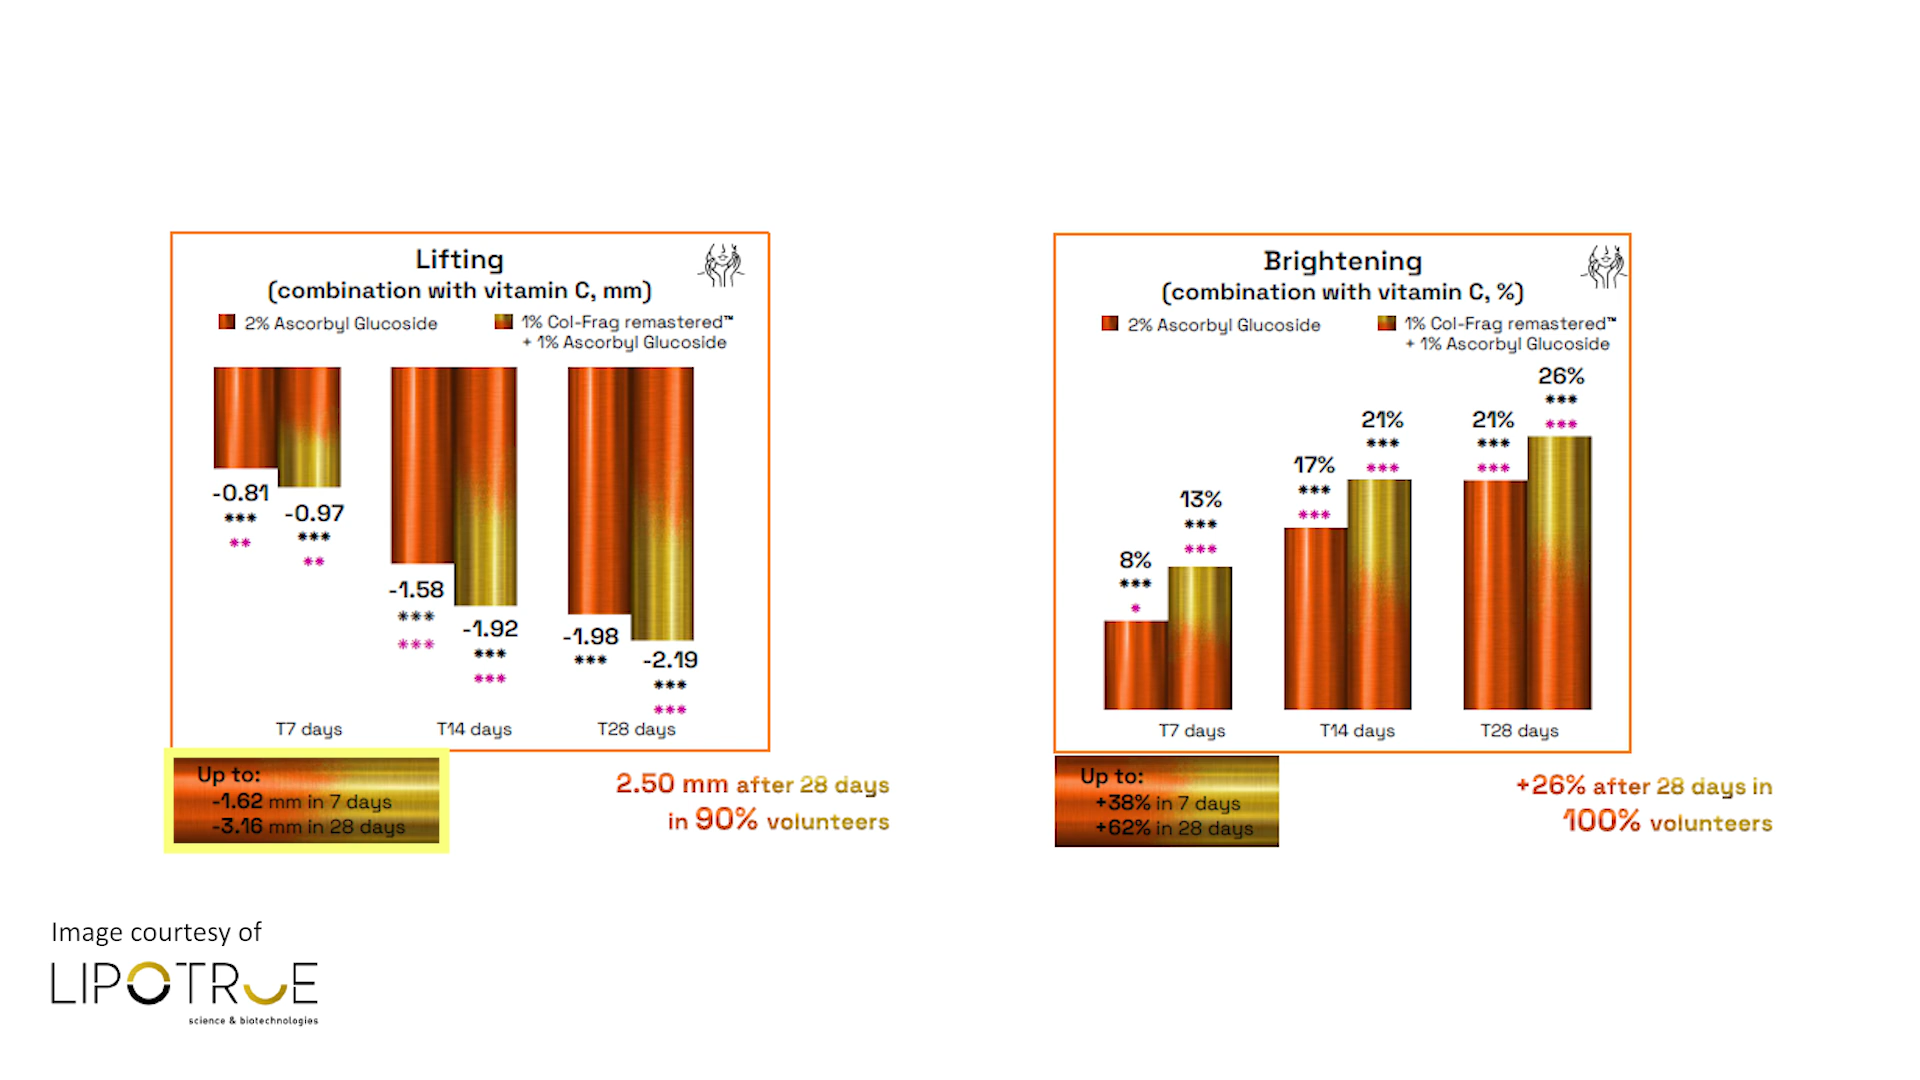 Lifting
(combination with vitamin C, mm)
2% Ascorbyl Glucoside
1% Col-Frag remastered™
+ 1% Ascorbyl Glucoside
-0.81
***
**
-0.97
***
**
-1.58
***
***
-1.92
***
***
-1.98
***
-2.19
***
***
T7 days
T14 days
T28 days
Up to:
-1.62 mm in 7 days
-3.16 mm in 28 days
2.50 mm after 28 days
in 90% volunteers
Brightening
(combination with vitamin C, %)
2% Ascorbyl Glucoside
1% Col-Frag remastered™
+ 1% Ascorbyl Glucoside
8%
***
*
13%
***
***
17%
***
***
21%
***
***
21%
***
***
26%
***
***
T7 days
T14 days
T28 days
Up to:
+38% in 7 days
+62% in 28 days
+26% after 28 days in
100% volunteers
Image courtesy of
LIPOTRUE
science & biotechnologies